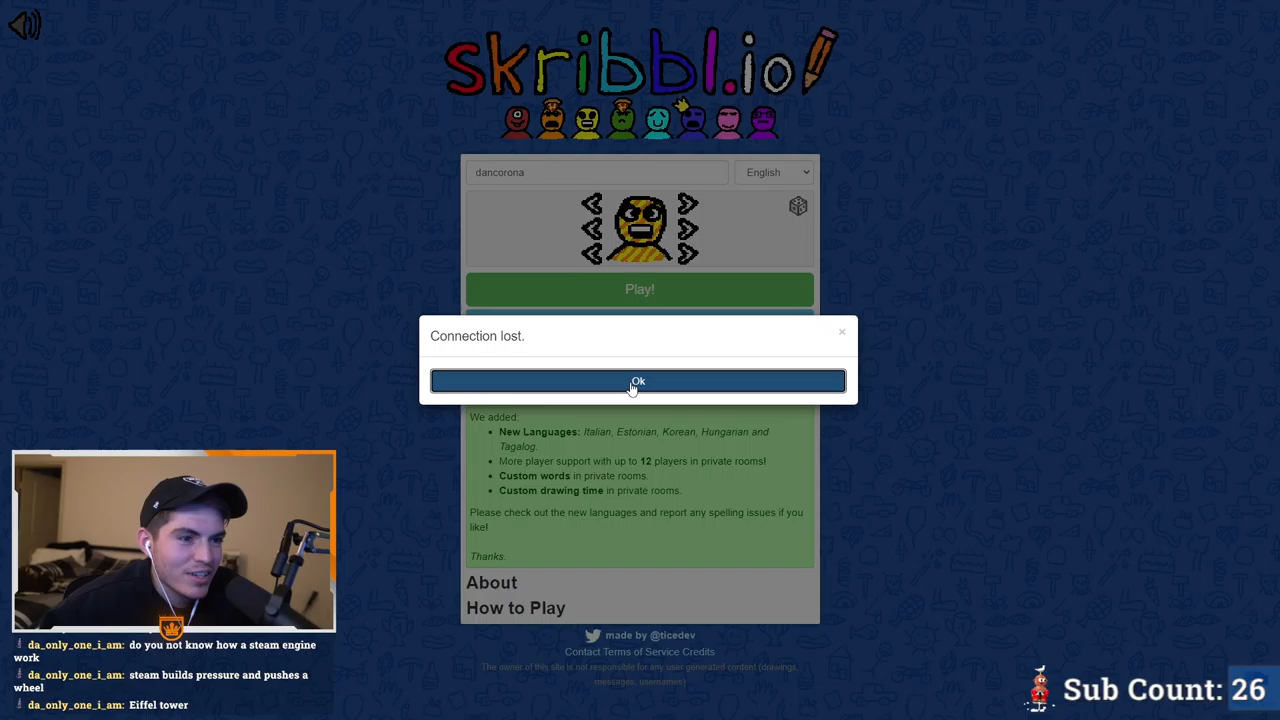 skribbl.io
dancorona
English
Play!
Connection lost.
×
Ok
We added:
New Languages: Italian, Estonian, Korean, Hungarian and
Tagalog.
More player support with up to 12 players in private rooms!
Custom words in private rooms.
Custom drawing time in private rooms.
Please check out the new languages and report any spelling issues if you
like!
Thanks.
About
How to Play
made by @ticedev
Contact Terms of Service Credits
The owner of this site is not responsible for any user generated content (drawings,
messages, usernames)
da_only_one_i_am: do you not know how a steam engine
work
da_only_one_i_am: steam builds pressure and pushes a
wheel
da_only_one_i_am: Eiffel tower
Sub Count: 26